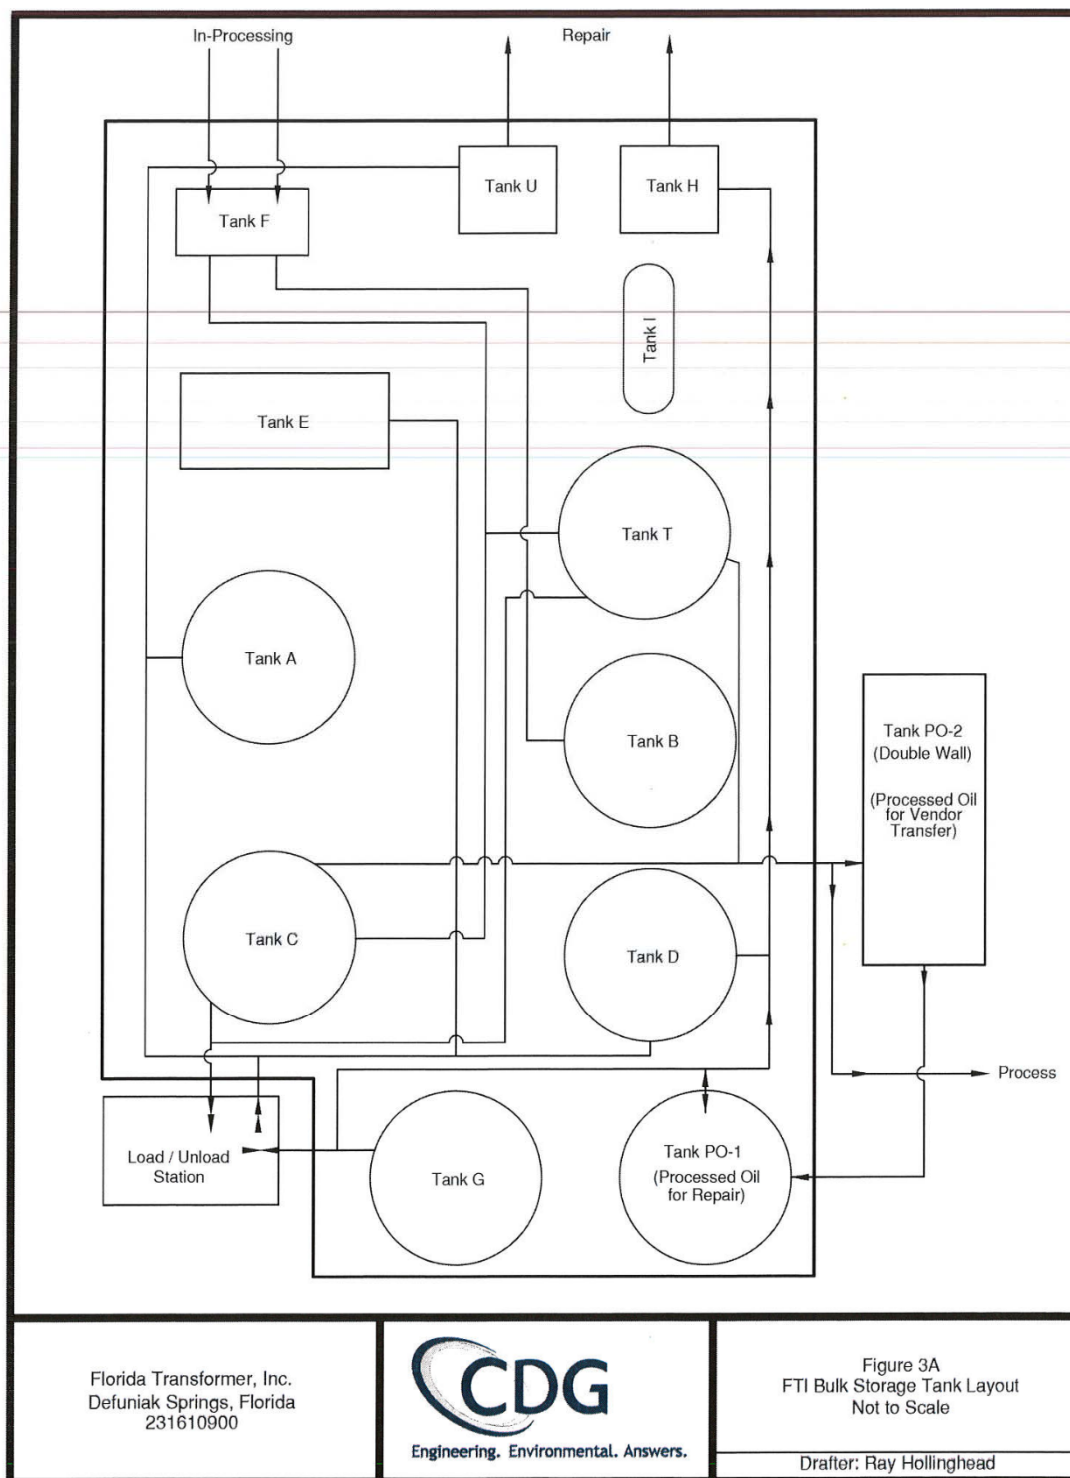 In-Processing
Repair
Tank U
Tank H
Tank F
Tank I
Tank E
Tank T
Tank A
Tank B
Tank PO-2
(Double Wall)
(Processed Oil
for Vendor
Transfer)
Tank C
Tank D
Process
Load / Unload
Station
Tank G
Tank PO-1
(Processed Oil
for Repair)
Florida Transformer, Inc.
Defuniak Springs, Florida
231610900
CDG
Engineering. Environmental. Answers.
Figure 3A
FTI Bulk Storage Tank Layout
Not to Scale
Drafter: Ray Hollinghead